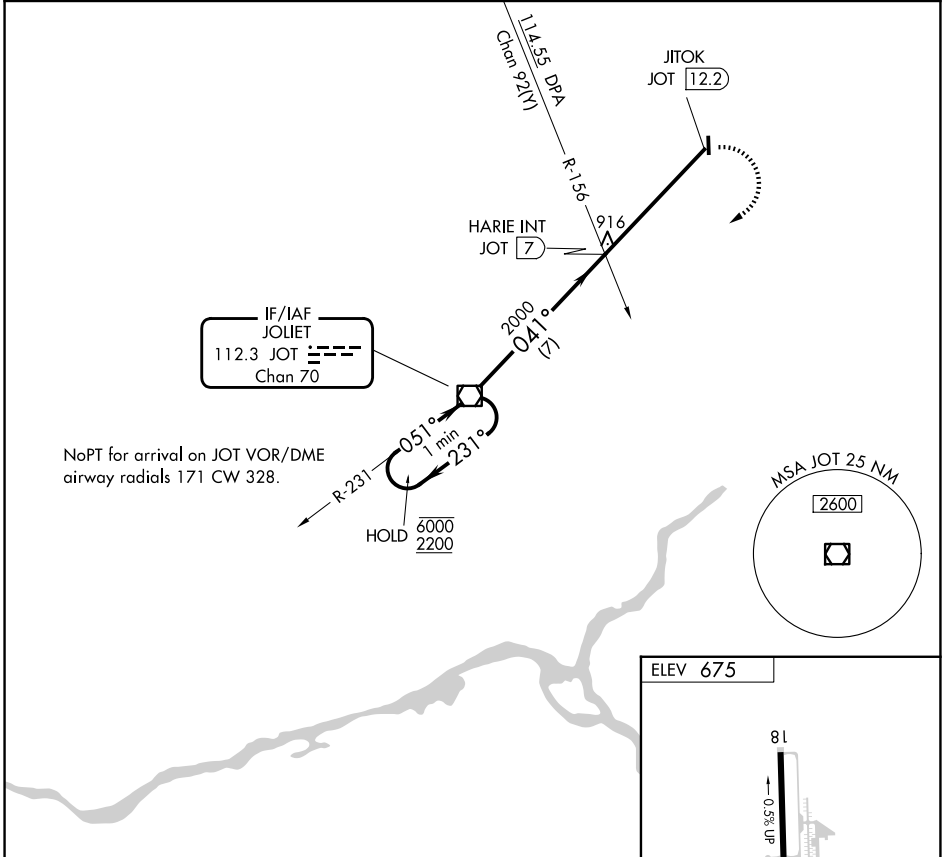 114.55 DPA
Chan 92(Y)
R-156
JITOK
JOT 12.2
HARIE INT
JOT 7
916
IF/IAF
JOLIET
112.3 JOT
Chan 70
2000
041°
(7)
051°
1 min
231°
R-231
NoPT for arrival on JOT VOR/DME
airway radials 171 CW 328.
HOLD 6000
2200
MSA JOT 25 NM
2600
ELEV 675
18
0.5% UP